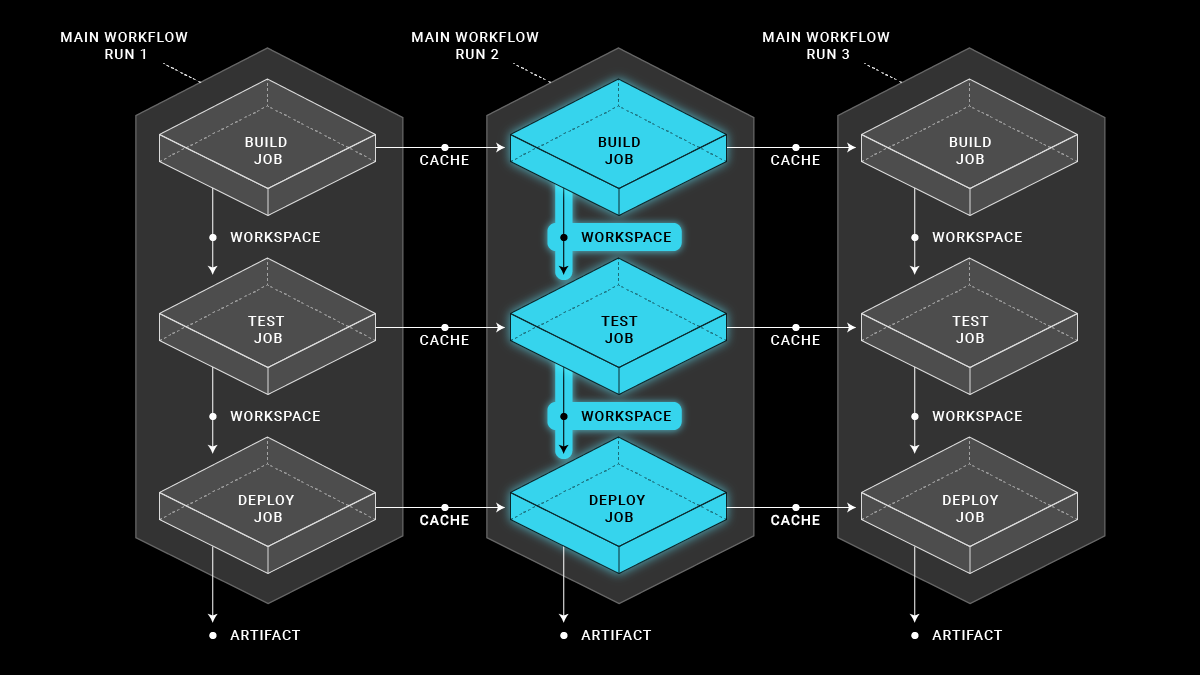 MAIN WORKFLOW
RUN 1
MAIN WORKFLOW
RUN 2
MAIN WORKFLOW
RUN 3
BUILD
JOB
CACHE
BUILD
JOB
CACHE
BUILD
JOB
WORKSPACE
WORKSPACE
WORKSPACE
TEST
JOB
CACHE
TEST
JOB
CACHE
TEST
JOB
WORKSPACE
WORKSPACE
WORKSPACE
DEPLOY
JOB
CACHE
DEPLOY
JOB
CACHE
DEPLOY
JOB
ARTIFACT
ARTIFACT
ARTIFACT